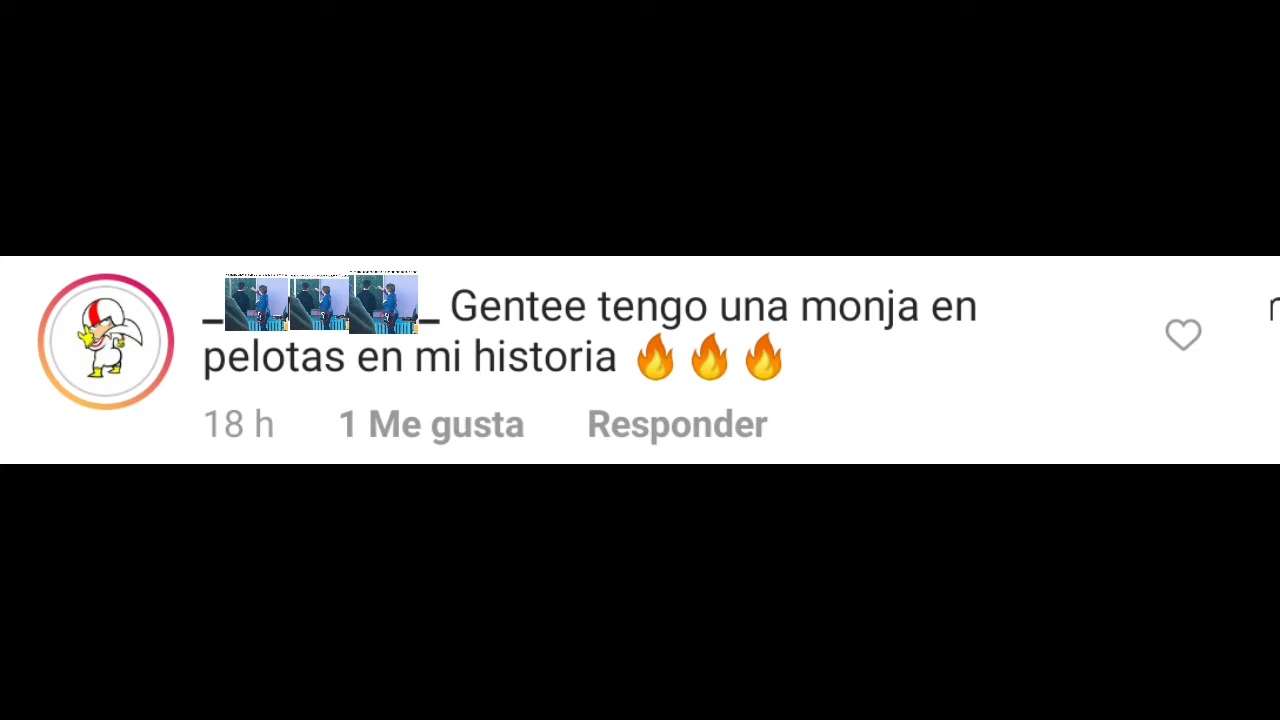 _ _ Gentee tengo una monja en
pelotas en mi historia 🔥🔥🔥
18 h 1 Me gusta Responder